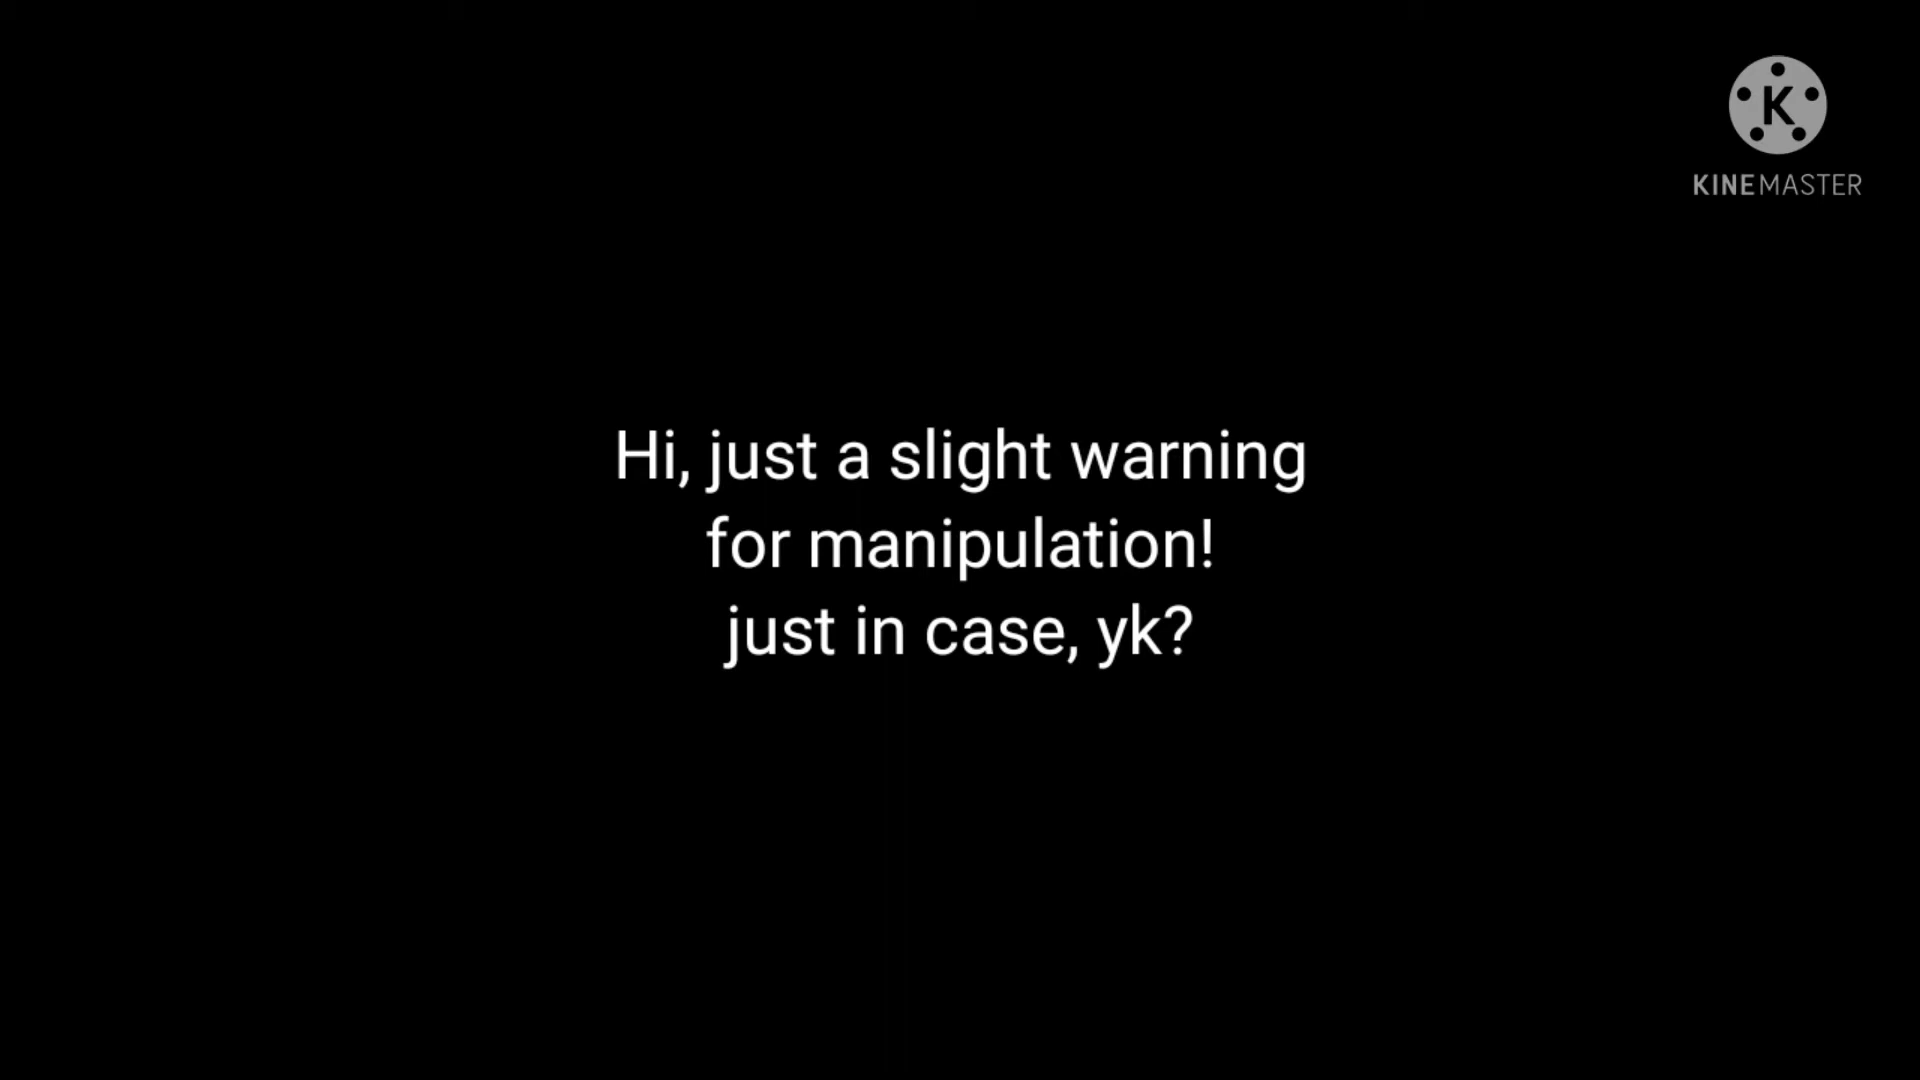 K
KINEMASTER
Hi, just a slight warning
for manipulation!
just in case, yk?